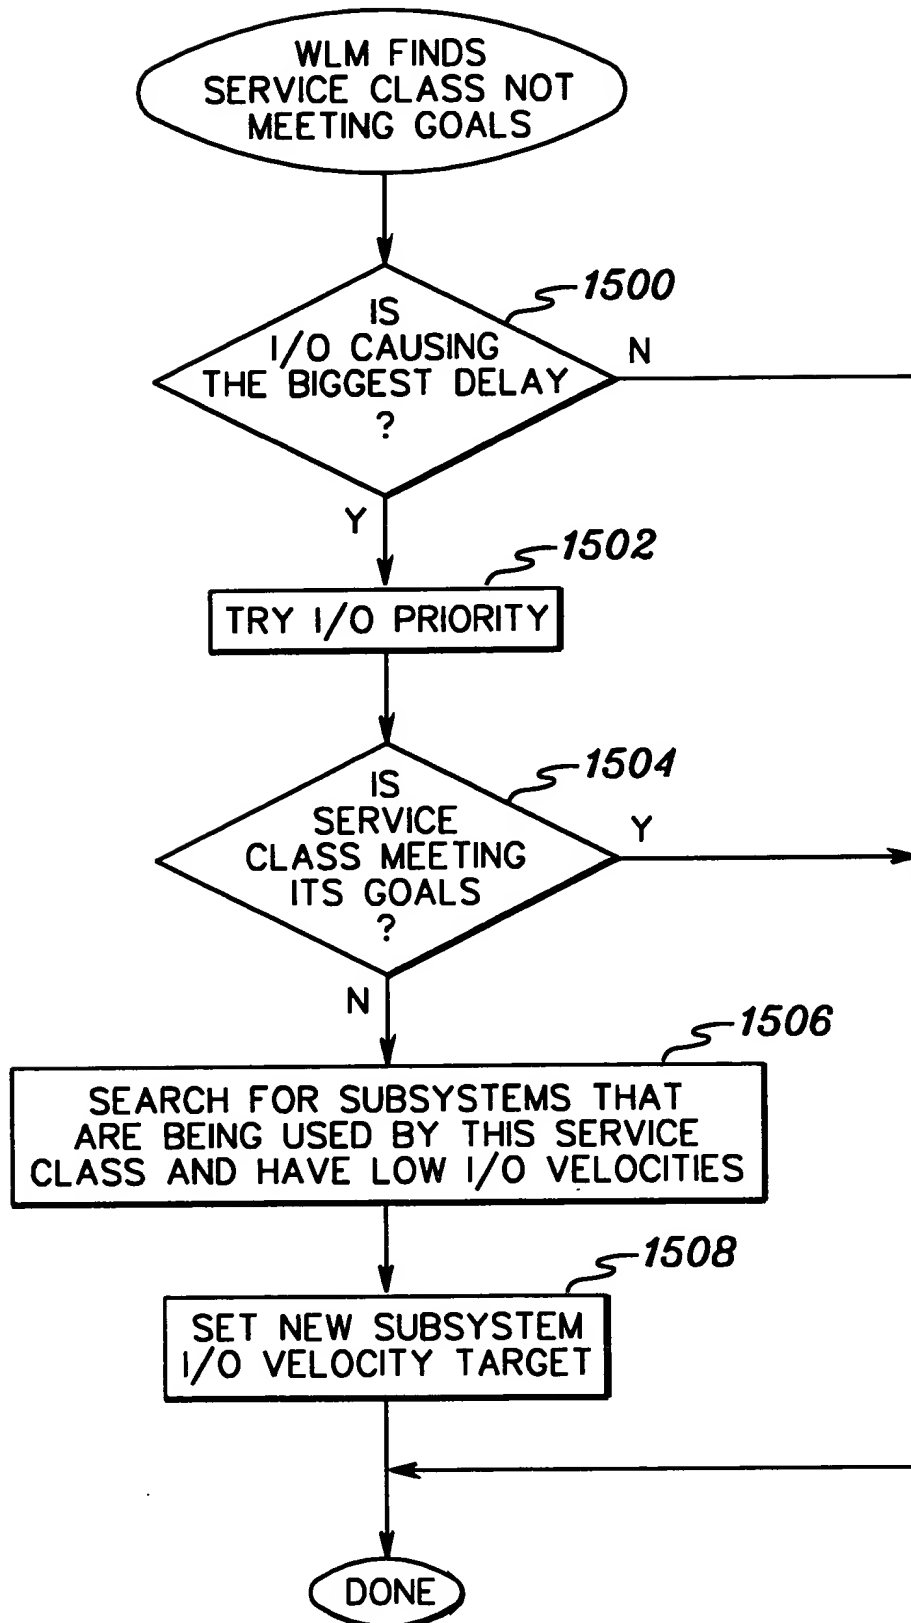 WLM FINDS
SERVICE CLASS NOT
MEETING GOALS
1500
IS
I/O CAUSING
THE BIGGEST DELAY
?
N
Y
1502
TRY I/O PRIORITY
1504
IS
SERVICE
CLASS MEETING
ITS GOALS
?
Y
N
1506
SEARCH FOR SUBSYSTEMS THAT
ARE BEING USED BY THIS SERVICE
CLASS AND HAVE LOW I/O VELOCITIES
1508
SET NEW SUBSYSTEM
I/O VELOCITY TARGET
DONE